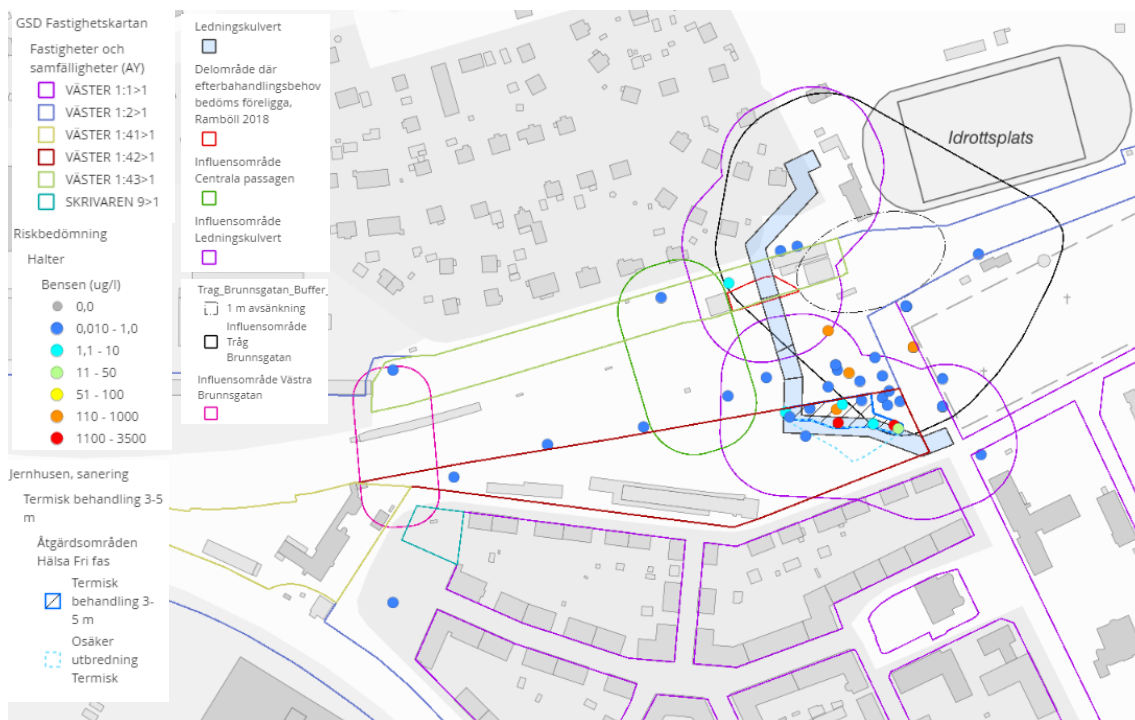 GSD Fastighetskartan
Fastigheter och
samfälligheter (AY)
VÄSTER 1:1>1
VÄSTER 1:2>1
VÄSTER 1:41>1
VÄSTER 1:42>1
VÄSTER 1:43>1
SKRIVAREN 9>1
Riskbedömning
Halter
Bensen (ug/l)
0,0
0,010 - 1,0
1,1 - 10
11 - 50
51 - 100
110 - 1000
1100 - 3500
Jernhusen, sanering
Termisk behandling 3-5
m
Åtgärdsområden
Hälsa Fri fas
Termisk
behandling 3-
5 m
Osäker
utbredning
Termisk
Ledningskulvert
Delområde där
efterbehandlingsbehov
bedöms föreligga,
Ramböll 2018
Influensområde
Centrala passagen
Influensområde
Ledningskulvert
Trag_Brunnsgatan_Buffer_
1 m avsänkning
Influensområde
Tråg
Brunnsgatan
Influensområde Västra
Brunnsgatan
Idrottsplats